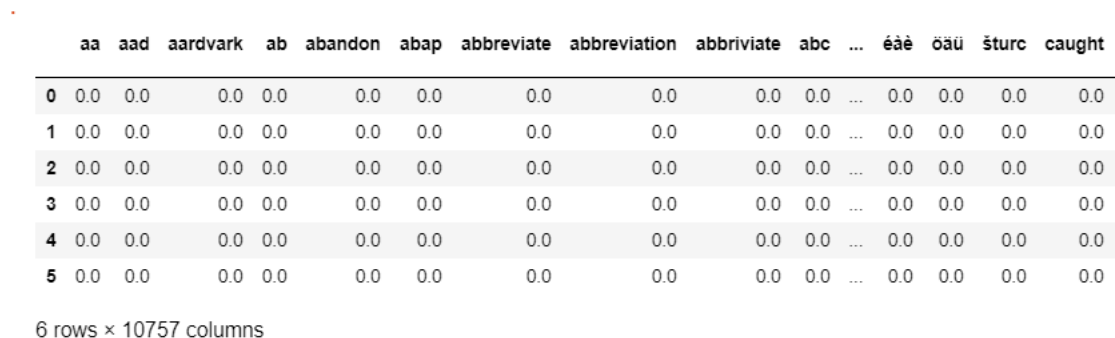 aa aad aardvark ab abandon abap abbreviate abbreviation abbriviate abc ... éàè öäü šturc caught
0 0.0 0.0 0.0 0.0 0.0 0.0 0.0 0.0 0.0 0.0 ... 0.0 0.0 0.0 0.0
1 0.0 0.0 0.0 0.0 0.0 0.0 0.0 0.0 0.0 0.0 ... 0.0 0.0 0.0 0.0
2 0.0 0.0 0.0 0.0 0.0 0.0 0.0 0.0 0.0 0.0 ... 0.0 0.0 0.0 0.0
3 0.0 0.0 0.0 0.0 0.0 0.0 0.0 0.0 0.0 0.0 ... 0.0 0.0 0.0 0.0
4 0.0 0.0 0.0 0.0 0.0 0.0 0.0 0.0 0.0 0.0 ... 0.0 0.0 0.0 0.0
5 0.0 0.0 0.0 0.0 0.0 0.0 0.0 0.0 0.0 0.0 ... 0.0 0.0 0.0 0.0
6 rows × 10757 columns